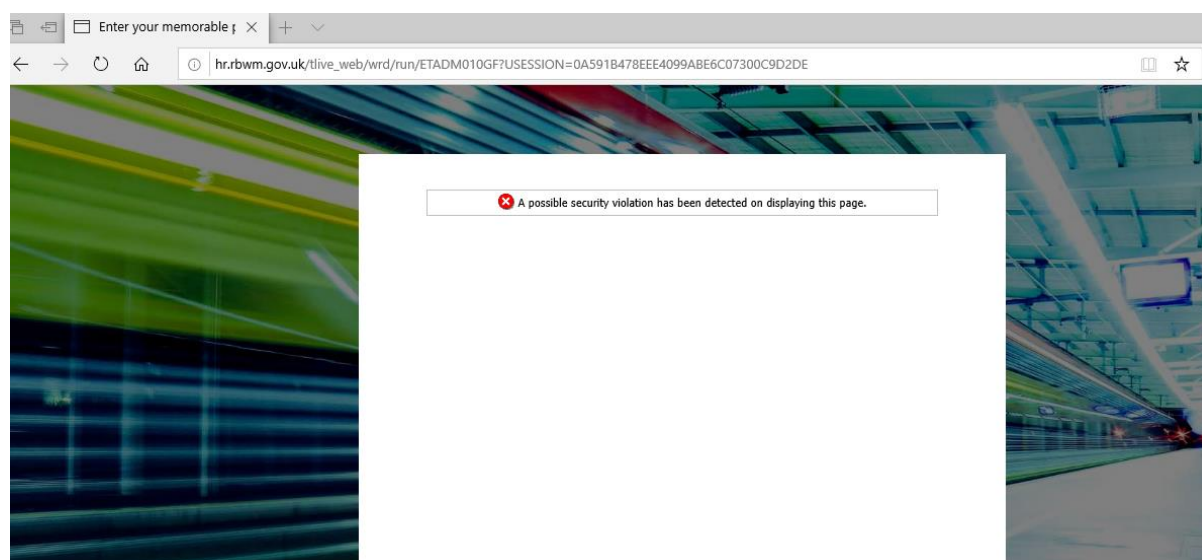 Enter your memorable p
hr.rbwm.gov.uk/tlive_web/wrd/run/ETADM010GF?USESSION=0A591B478EEE4099ABE6C07300C9D2DE
A possible security violation has been detected on displaying this page.